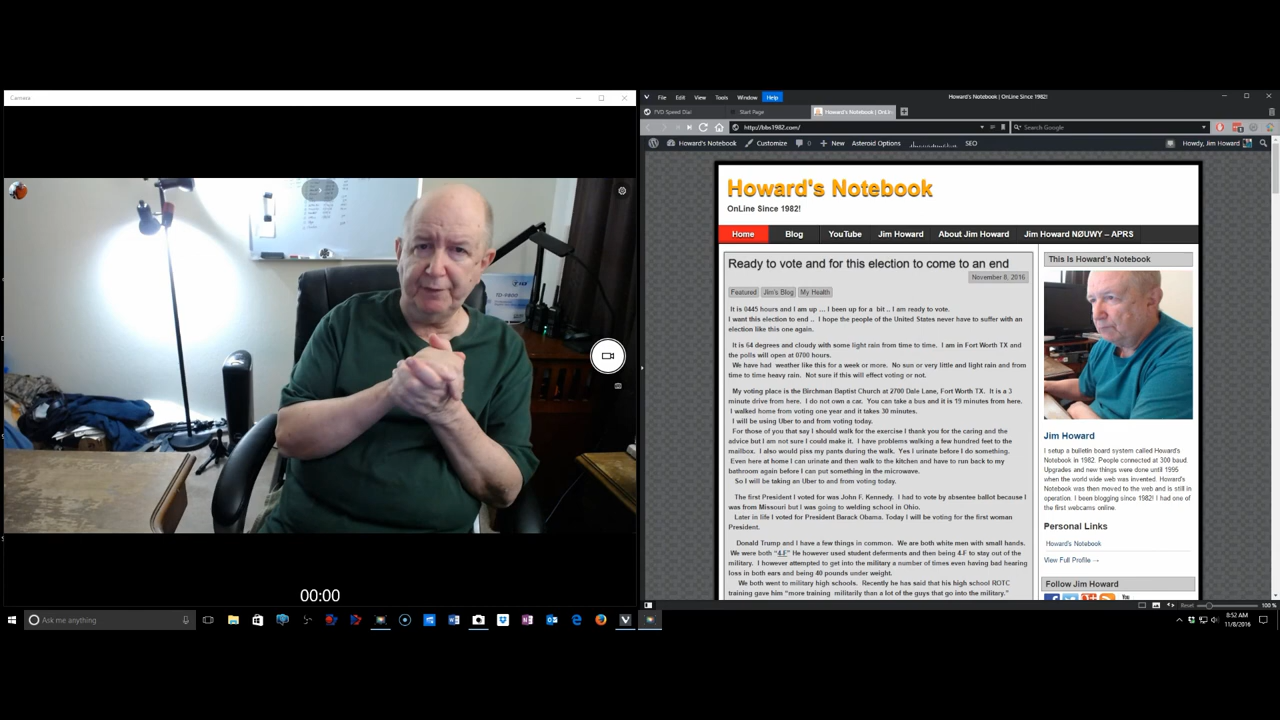 Camera
00:00
File Edit View Tools Window Help
Howard's Notebook | OnLine Since 1982!
FVD Speed Dial
Start Page
Howard's Notebook | OnLi
http://bbs1982.com/
Search Google
Howard's Notebook
Customize
0
New
Asteroid Options
SEO
Howdy, Jim Howard
Howard's Notebook
OnLine Since 1982!
Home Blog YouTube Jim Howard About Jim Howard Jim Howard NØUWY – APRS
Ready to vote and for this election to come to an end
November 8, 2016
Featured Jim's Blog My Health
It is 0445 hours and I am up … I been up for a bit .. I am ready to vote.
I want this election to end .. I hope the people of the United States never have to suffer with an
election like this one again.
It is 64 degrees and cloudy with some light rain from time to time. I am in Fort Worth TX and
the polls will open at 0700 hours.
We have had weather like this for a week or more. No sun or very little and light rain and from
time to time heavy rain. Not sure if this will effect voting or not.
My voting place is the Birchman Baptist Church at 2700 Dale Lane, Fort Worth TX. It is a 3
minute drive from here. I do not own a car. You can take a bus and it is 19 minutes from here.
I walked home from voting one year and it takes 30 minutes.
I will be using Uber to and from voting today.
For those of you that say I should walk for the exercise I thank you for the caring and the
advice but I am not sure I could make it. I have problems walking a few hundred feet to the
mailbox. I also would piss my pants during the walk. Yes I urinate before I do something.
Even here at home I can urinate and then walk to the kitchen and have to run back to my
bathroom again before I can put something in the microwave.
So I will be taking an Uber to and from voting today.
The first President I voted for was John F. Kennedy. I had to vote by absentee ballot because I
was from Missouri but I was going to welding school in Ohio.
Later in life I voted for President Barack Obama. Today I will be voting for the first woman
President.
Donald Trump and I have a few things in common. We are both white men with small hands.
We were both "4-F" He however used student deferments and then being 4-F to stay out of the
military. I however attempted to get into the military a number of times even having bad hearing
loss in both ears and being 40 pounds under weight.
We both went to military high schools. Recently he has said that his high school ROTC
training gave him "more training militarily than a lot of the guys that go into the military."
This Is Howard's Notebook
Jim Howard
I setup a bulletin board system called Howard's
Notebook in 1982. People connected at 300 baud.
Upgrades and new things were done until 1995
when the world wide web was invented. Howard's
Notebook was then moved to the web and is still in
operation. I been blogging since 1982! I had one of
the first webcams online.
Personal Links
Howard's Notebook
View Full Profile →
Follow Jim Howard
You
Reset
100 %
Ask me anything
8:52 AM
11/8/2016